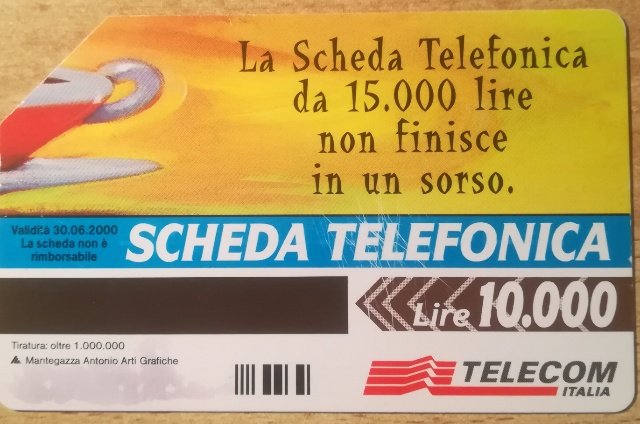 La Scheda Telefonica
da 15.000 lire
non finisce
in un sorso.
Validità 30.06.2000
La scheda non è
rimborsabile
SCHEDA TELEFONICA
Lire 10.000
Tiratura: oltre 1.000.000
Mantegazza Antonio Arti Grafiche
TELECOM
ITALIA